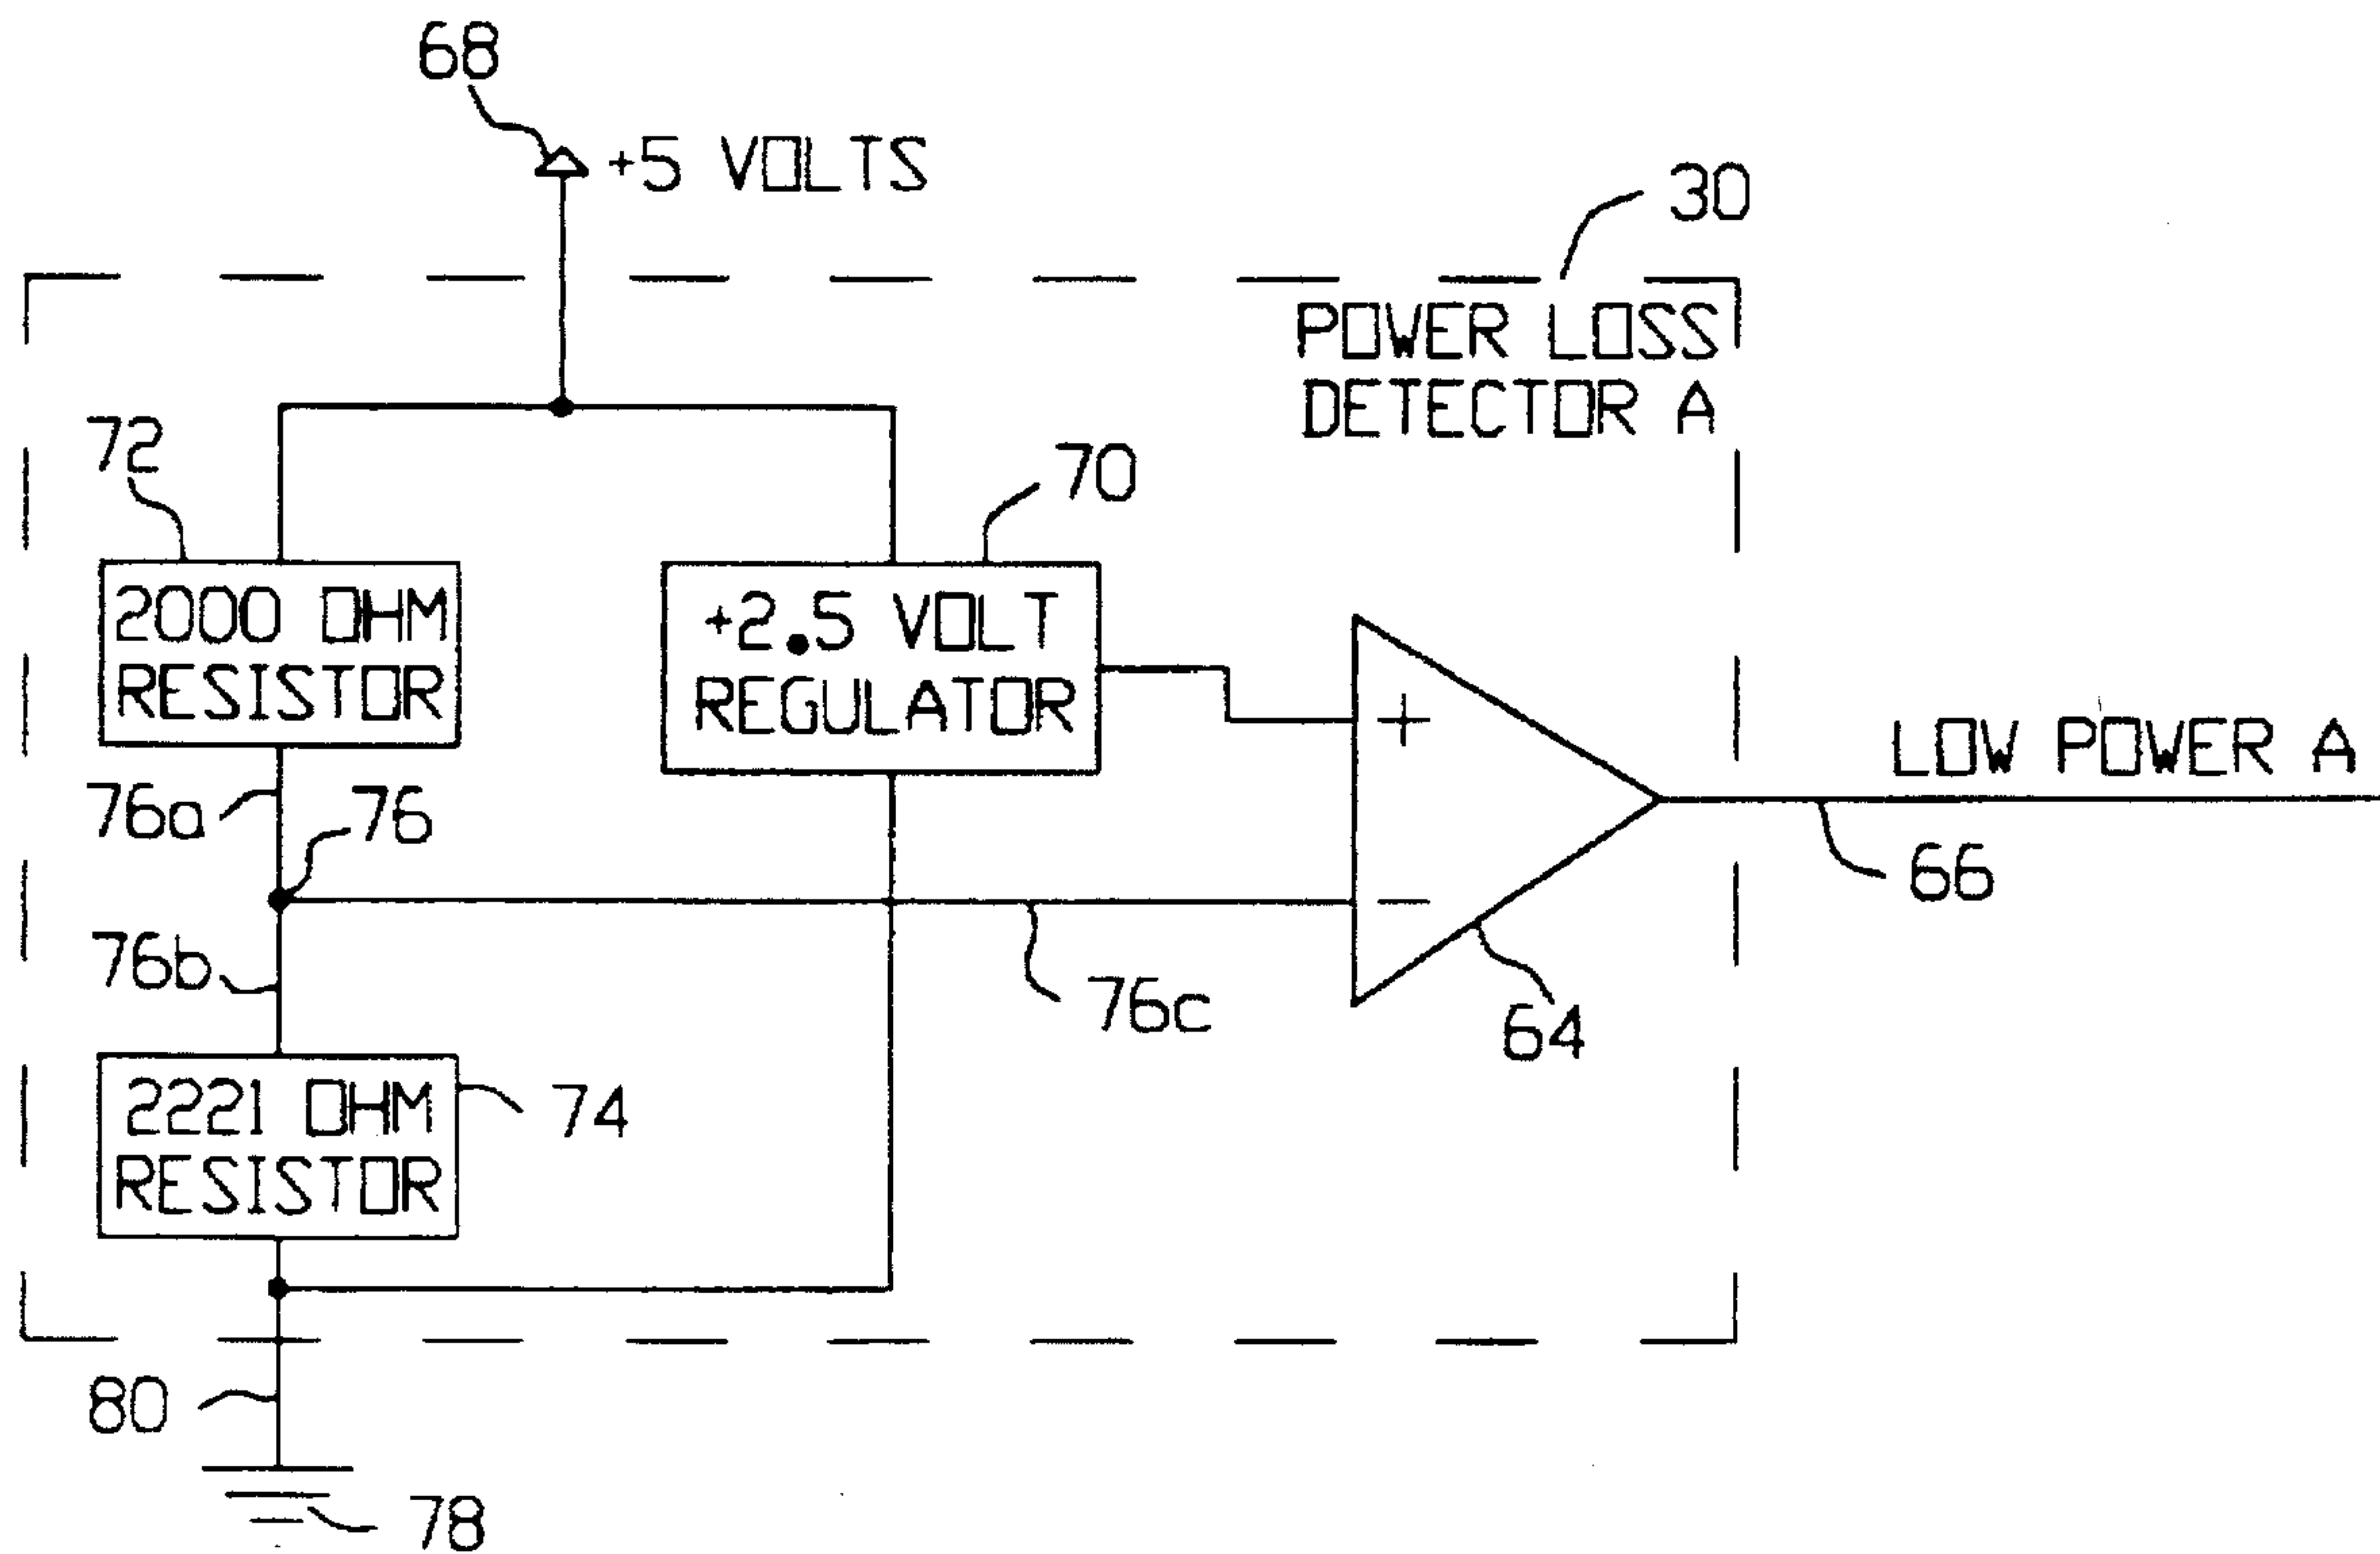 68
+5 VOLTS
30
POWER LOSS
DETECTOR A
72
70
2000 OHM
RESISTOR
+2.5 VOLT
REGULATOR
+
LOW POWER A
76a
76
66
−
76b
76c
64
2221 OHM
RESISTOR
74
80
78